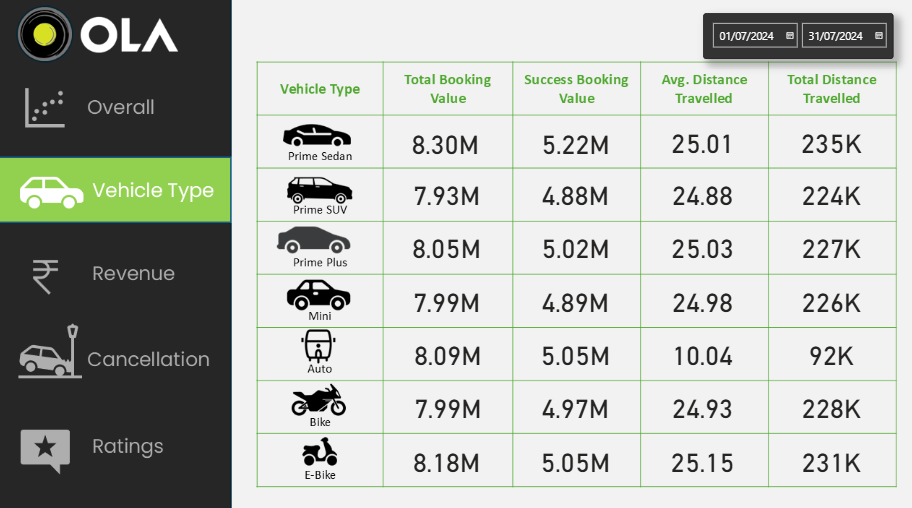 OLA
01/07/2024 31/07/2024
Overall
Vehicle Type
Revenue
Cancellation
Ratings
Vehicle Type Total Booking Value Success Booking Value Avg. Distance Travelled Total Distance Travelled
Prime Sedan 8.30M 5.22M 25.01 235K
Prime SUV 7.93M 4.88M 24.88 224K
Prime Plus 8.05M 5.02M 25.03 227K
Mini 7.99M 4.89M 24.98 226K
Auto 8.09M 5.05M 10.04 92K
Bike 7.99M 4.97M 24.93 228K
E-Bike 8.18M 5.05M 25.15 231K